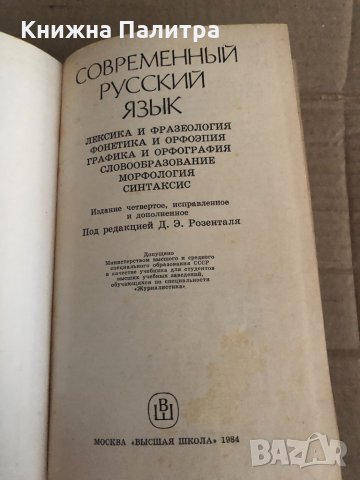 Книжна Палитра
СОВРЕМЕННЫЙ
РУССКИЙ
ЯЗЫК
ЛЕКСИКА И ФРАЗЕОЛОГИЯ
ФОНЕТИКА И ОРФОЭПИЯ
ГРАФИКА И ОРФОГРАФИЯ
СЛОВООБРАЗОВАНИЕ
МОРФОЛОГИЯ
СИНТАКСИС
Издание четвертое, исправленное
и дополненное
Под редакцией Д. Э. Розенталя
Допущено
Министерством высшего и среднего
специального образования СССР
в качестве учебника для студентов
высших учебных заведений,
обучающихся по специальности
«Журналистика»
ВШ
МОСКВА «ВЫСШАЯ ШКОЛА» 1984
BAZAR